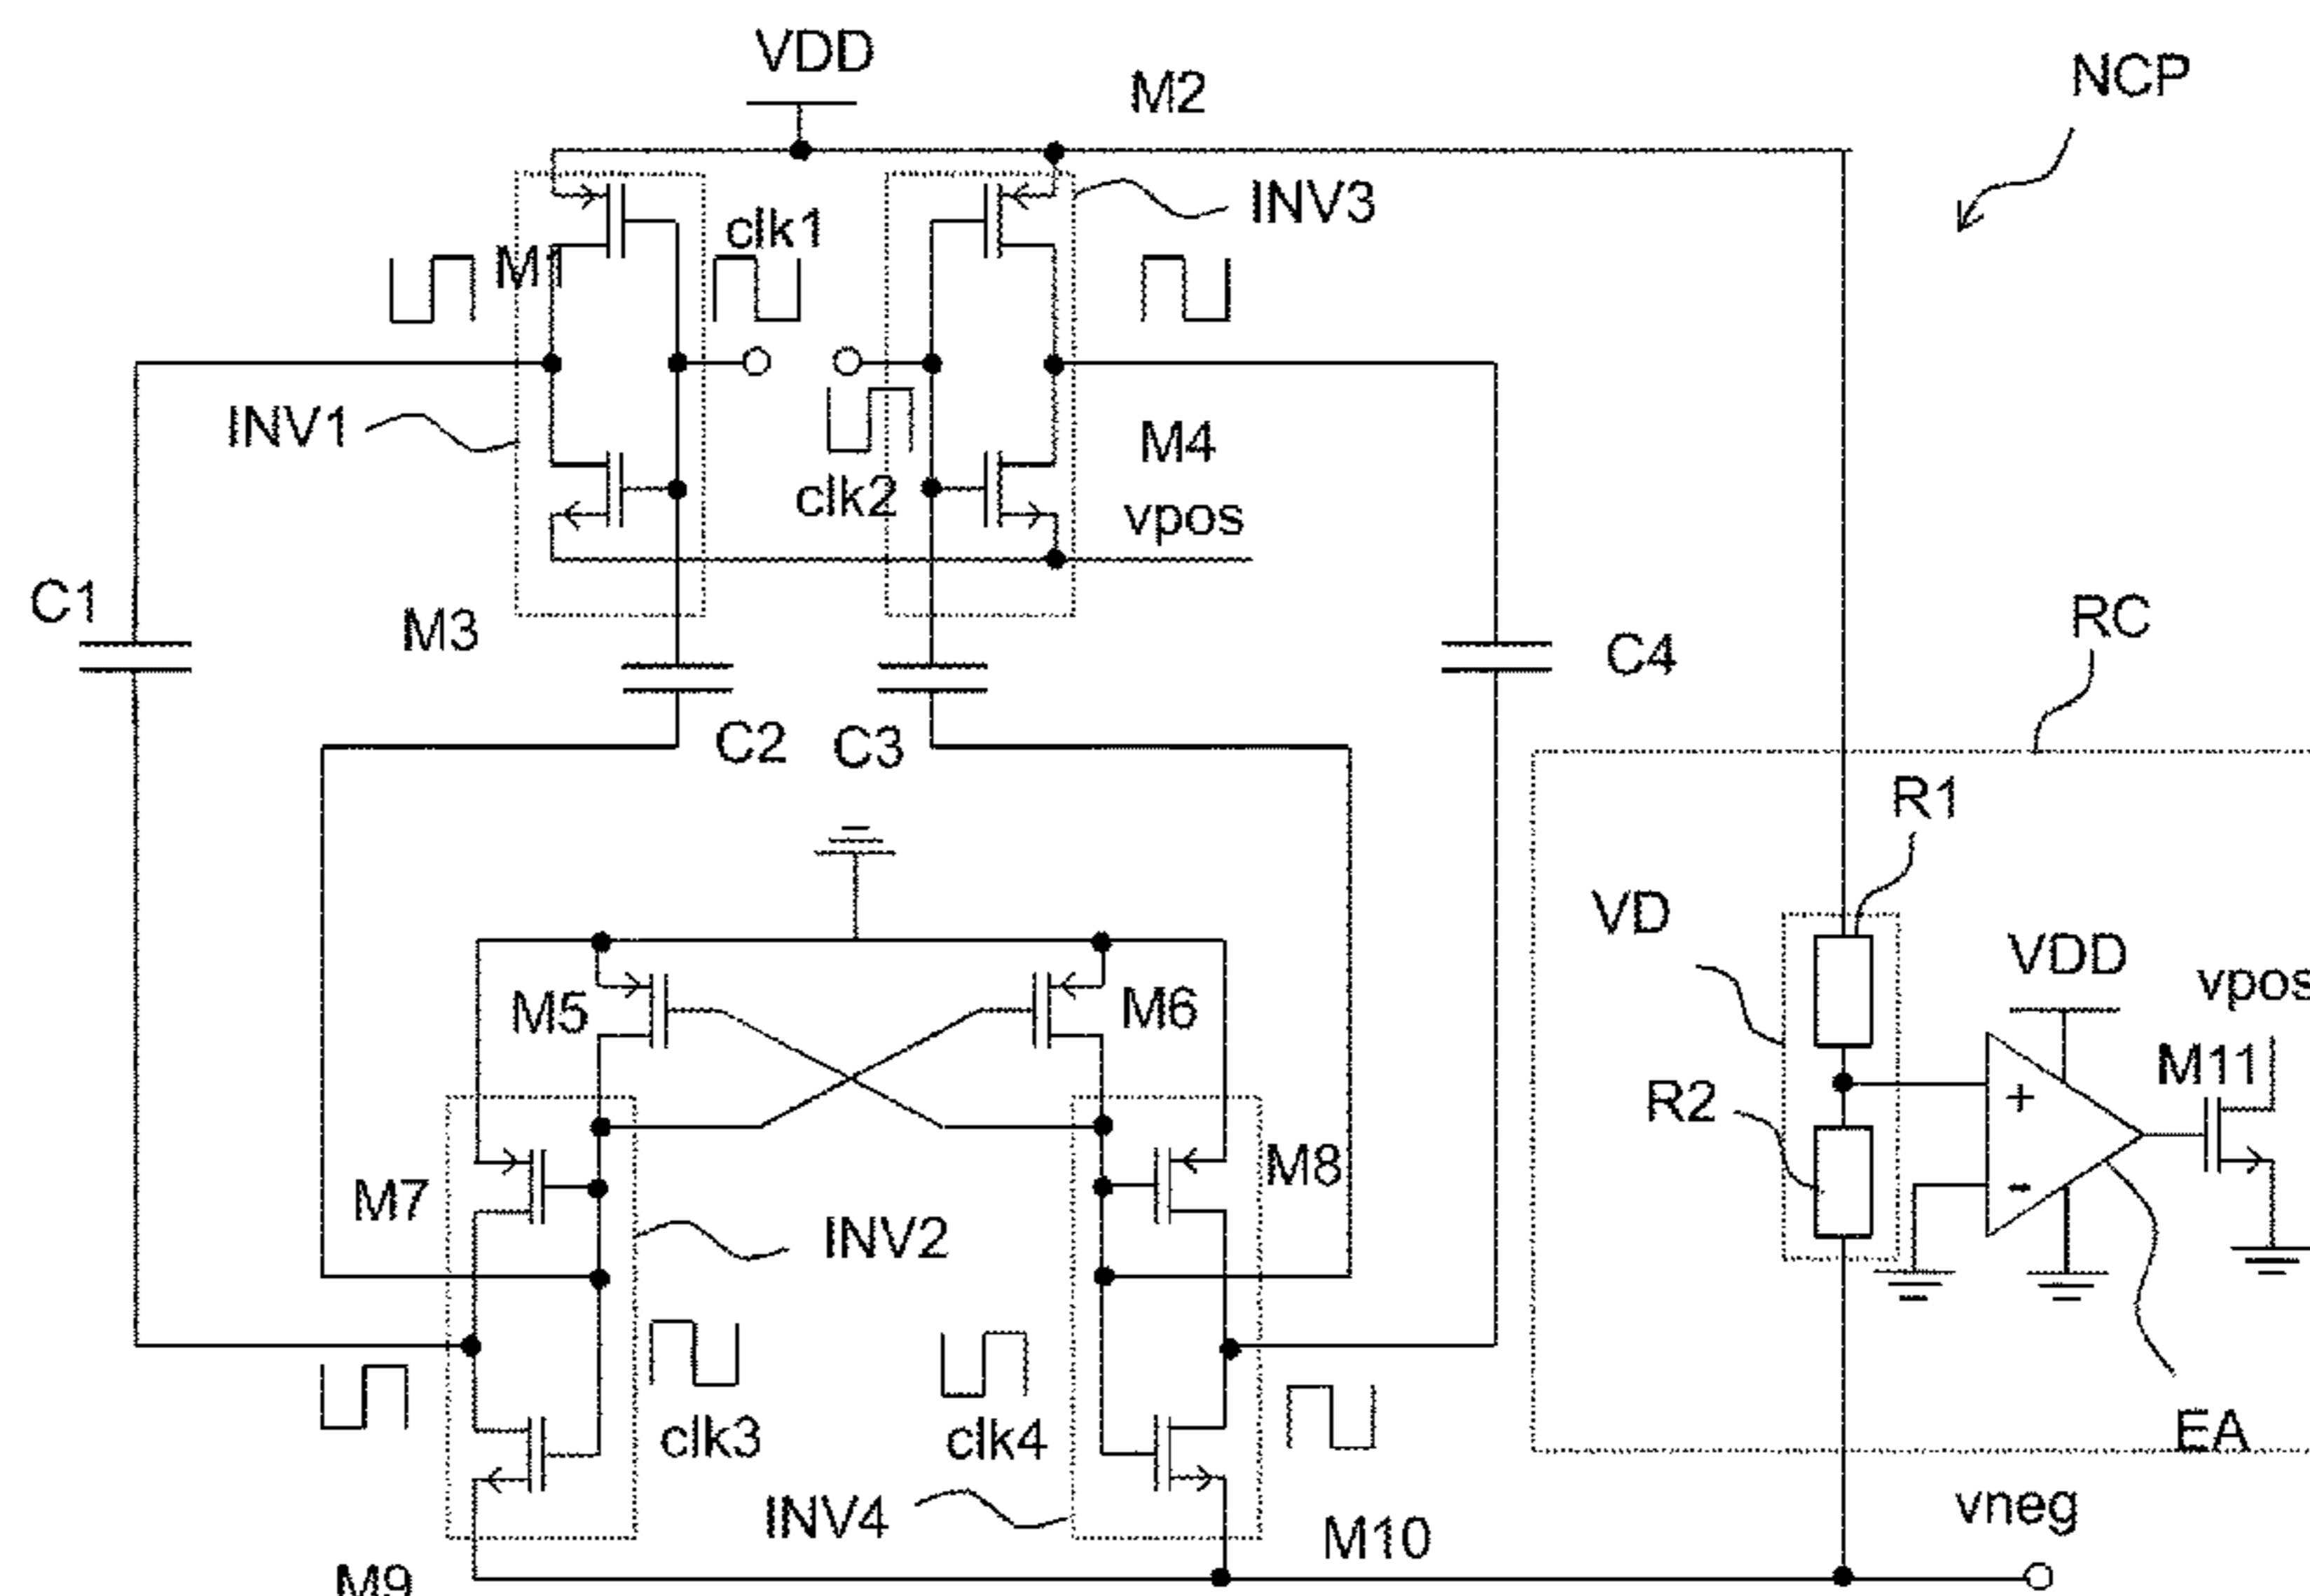 VDD
M2
NCP
INV3
clk1
M1
INV1
M4
clk2
vpos
C1
M3
RC
C4
C2
C3
R1
VD
VDD
vpos
M5
M6
M11
R2
+
M7
M8
INV2
-
clk3
clk4
EA
INV4
vneg
M10
M9